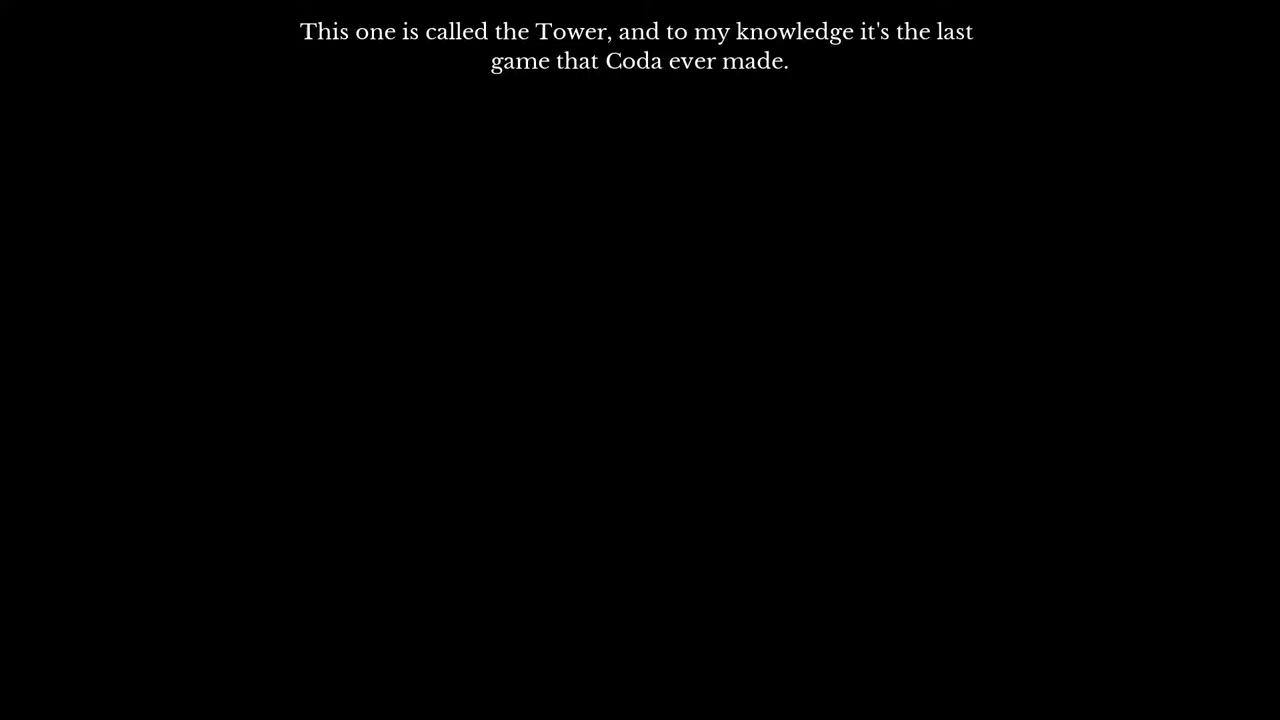 This one is called the Tower, and to my knowledge it's the last
game that Coda ever made.